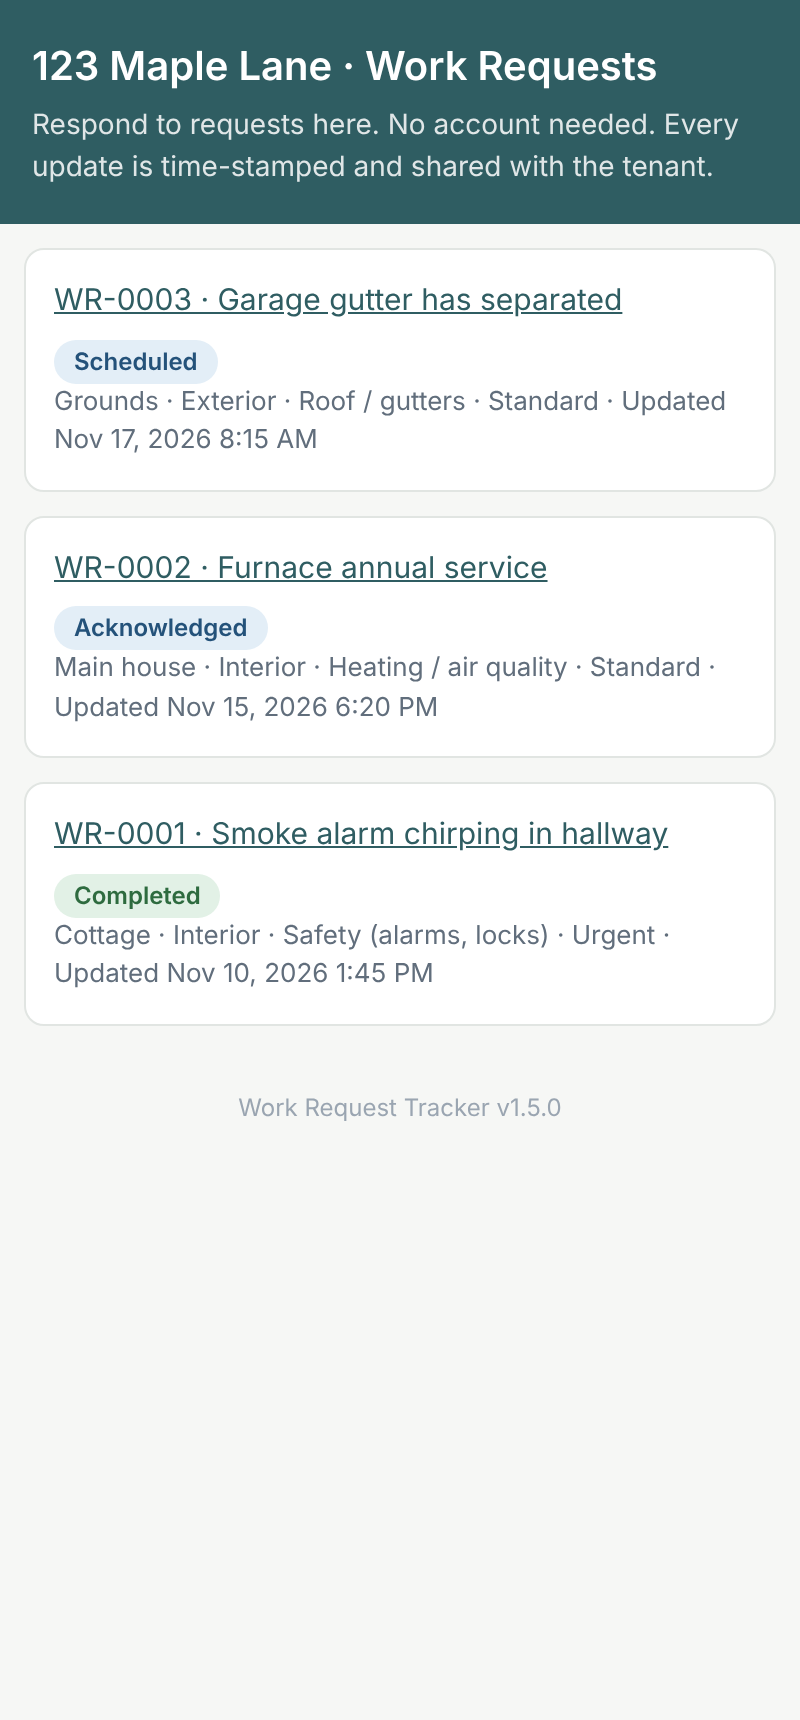 123 Maple Lane · Work Requests
Respond to requests here. No account needed. Every
update is time-stamped and shared with the tenant.
WR-0003 · Garage gutter has separated
Scheduled
Grounds · Exterior · Roof / gutters · Standard · Updated
Nov 17, 2026 8:15 AM
WR-0002 · Furnace annual service
Acknowledged
Main house · Interior · Heating / air quality · Standard ·
Updated Nov 15, 2026 6:20 PM
WR-0001 · Smoke alarm chirping in hallway
Completed
Cottage · Interior · Safety (alarms, locks) · Urgent ·
Updated Nov 10, 2026 1:45 PM
Work Request Tracker v1.5.0